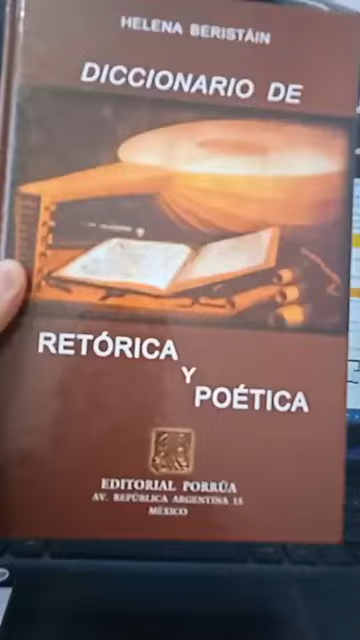 HELENA BERISTÁIN
DICCIONARIO DE
RETÓRICA
Y
POÉTICA
EDITORIAL PORRÚA
AV. REPÚBLICA ARGENTINA 15
MÉXICO